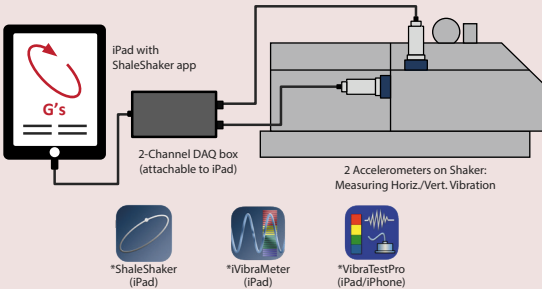 iPad with
ShaleShaker app
G's
2-Channel DAQ box
(attachable to iPad)
2 Accelerometers on Shaker:
Measuring Horiz./Vert. Vibration
*ShaleShaker
(iPad)
*iVibraMeter
(iPad)
*VibraTestPro
(iPad/iPhone)